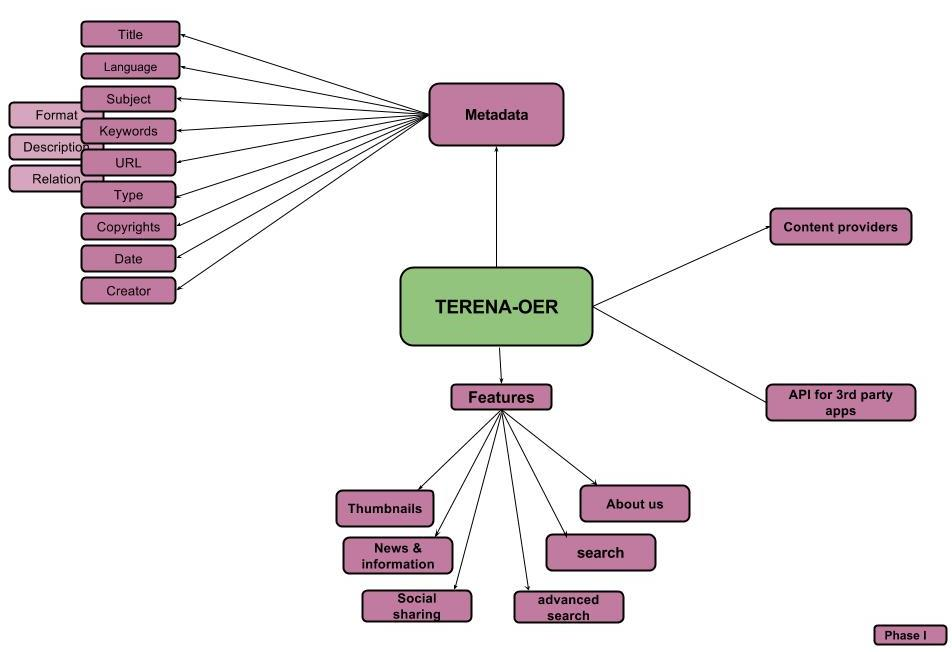 Title
Language
Subject
Format
Keywords
Description
URL
Relation
Type
Copyrights
Date
Creator
Metadata
Content providers
TERENA-OER
API for 3rd party
apps
Features
Thumbnails
About us
News &
information
search
Social
sharing
advanced
search
Phase I